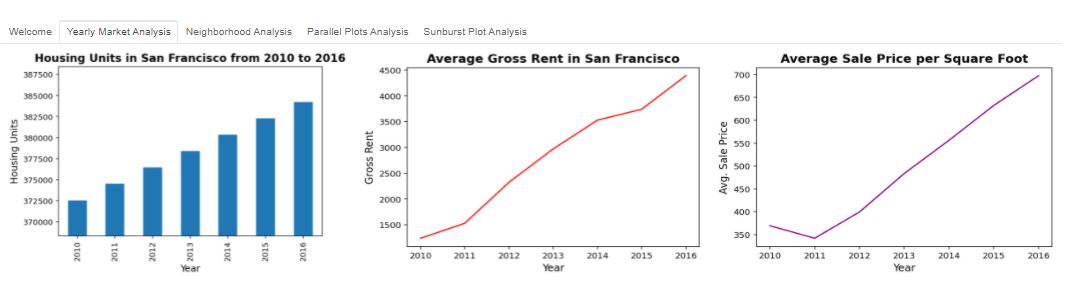 Welcome Yearly Market Analysis Neighborhood Analysis Parallel Plots Analysis Sunburst Plot Analysis
Housing Units in San Francisco from 2010 to 2016
387500
385000
382500
380000
377500
375000
372500
370000
Housing Units
2010 2011 2012 2013 2014 2015 2016
Year
Average Gross Rent in San Francisco
4500
4000
3500
3000
2500
2000
1500
Gross Rent
2010 2011 2012 2013 2014 2015 2016
Year
Average Sale Price per Square Foot
700
650
600
550
500
450
400
350
Avg. Sale Price
2010 2011 2012 2013 2014 2015 2016
Year